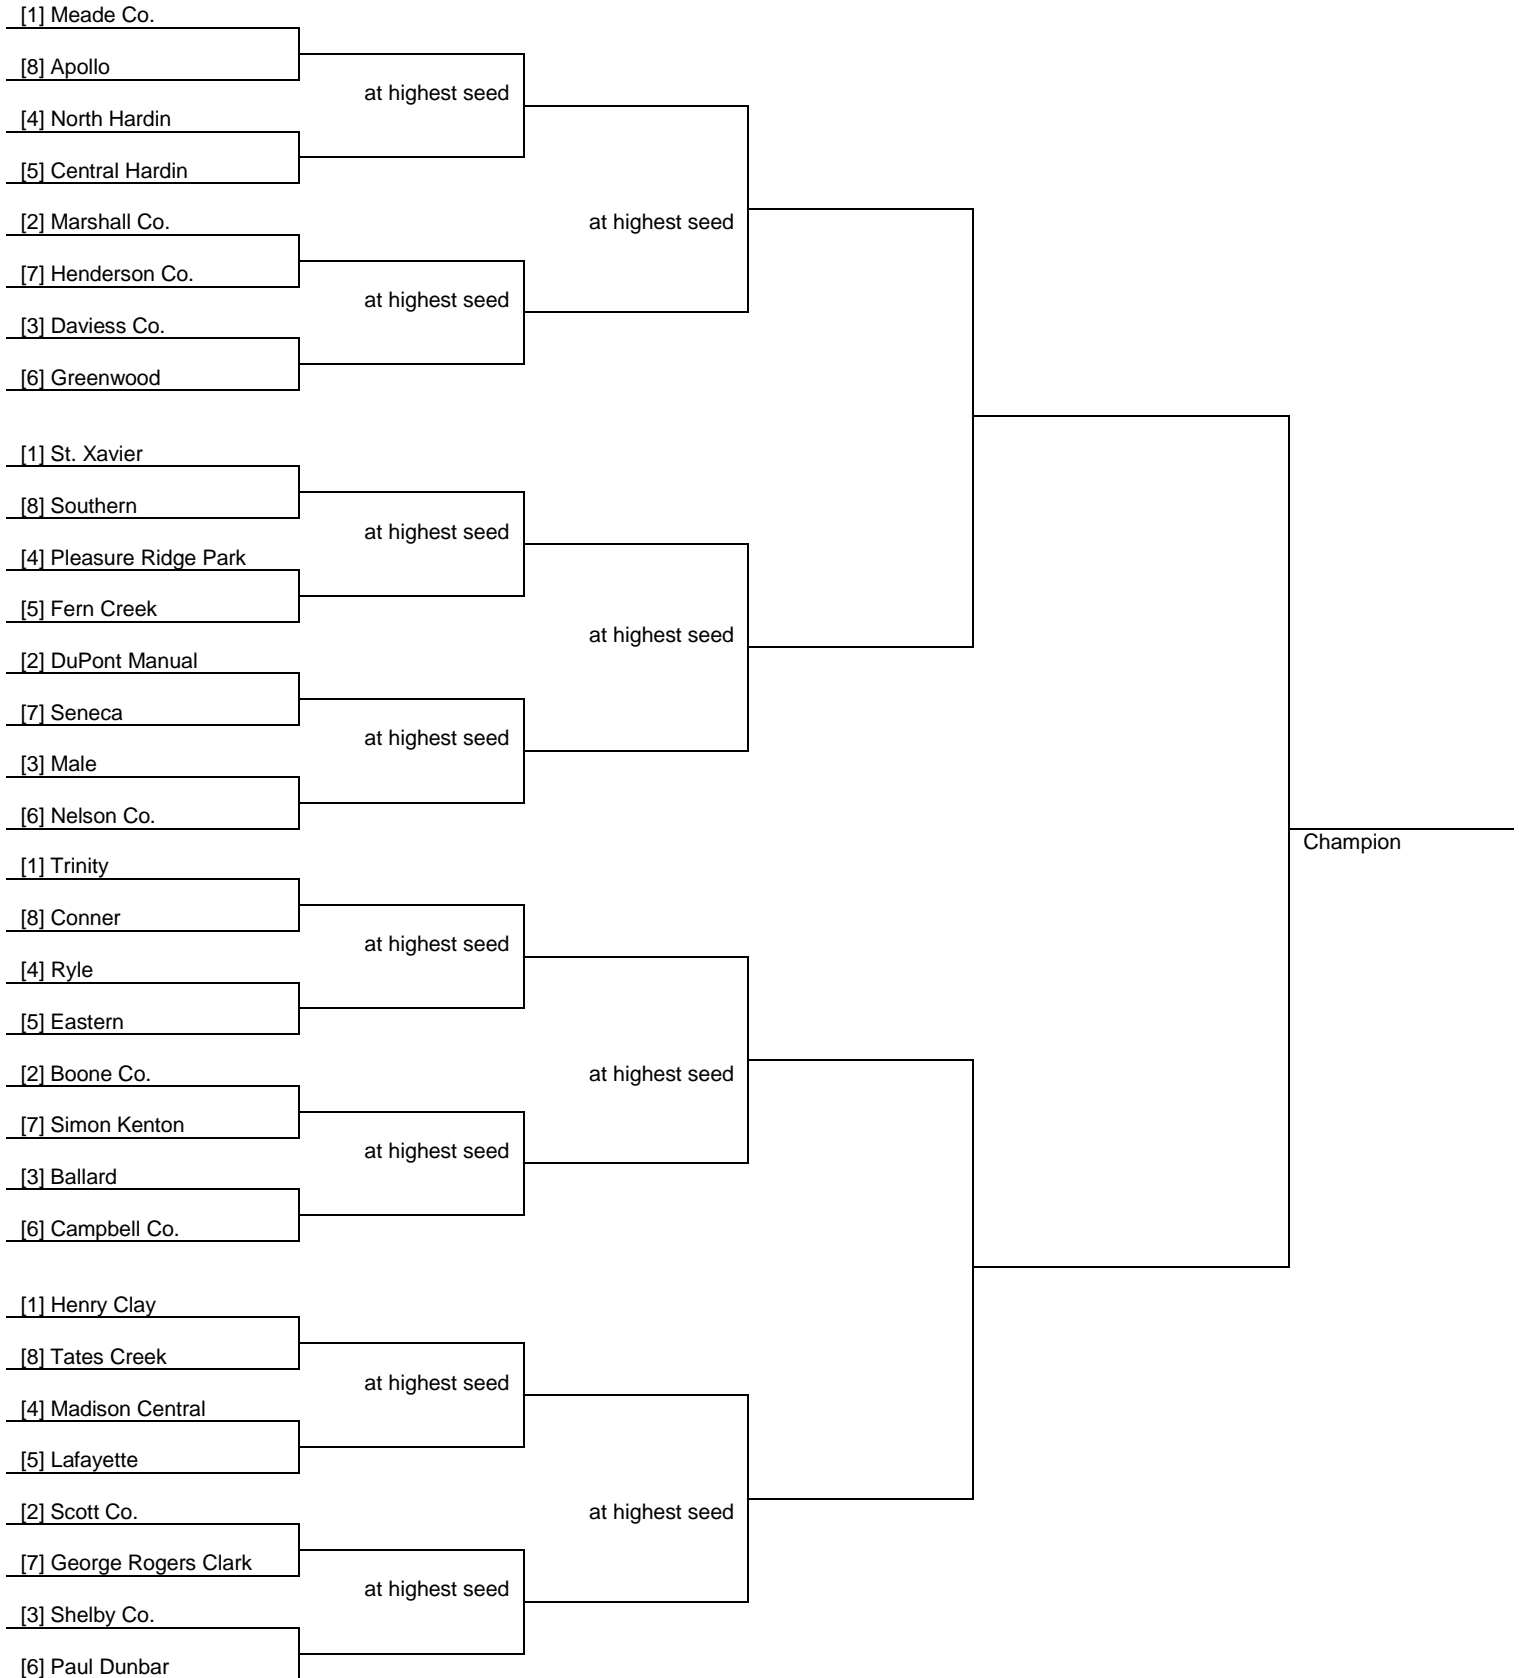 [1] Meade Co.
[8] Apollo
at highest seed
[4] North Hardin
[5] Central Hardin
[2] Marshall Co.
at highest seed
[7] Henderson Co.
at highest seed
[3] Daviess Co.
[6] Greenwood
[1] St. Xavier
[8] Southern
at highest seed
[4] Pleasure Ridge Park
[5] Fern Creek
at highest seed
[2] DuPont Manual
[7] Seneca
at highest seed
[3] Male
[6] Nelson Co.
Champion
[1] Trinity
[8] Conner
at highest seed
[4] Ryle
[5] Eastern
[2] Boone Co.
at highest seed
[7] Simon Kenton
at highest seed
[3] Ballard
[6] Campbell Co.
[1] Henry Clay
[8] Tates Creek
at highest seed
[4] Madison Central
[5] Lafayette
[2] Scott Co.
at highest seed
[7] George Rogers Clark
at highest seed
[3] Shelby Co.
[6] Paul Dunbar